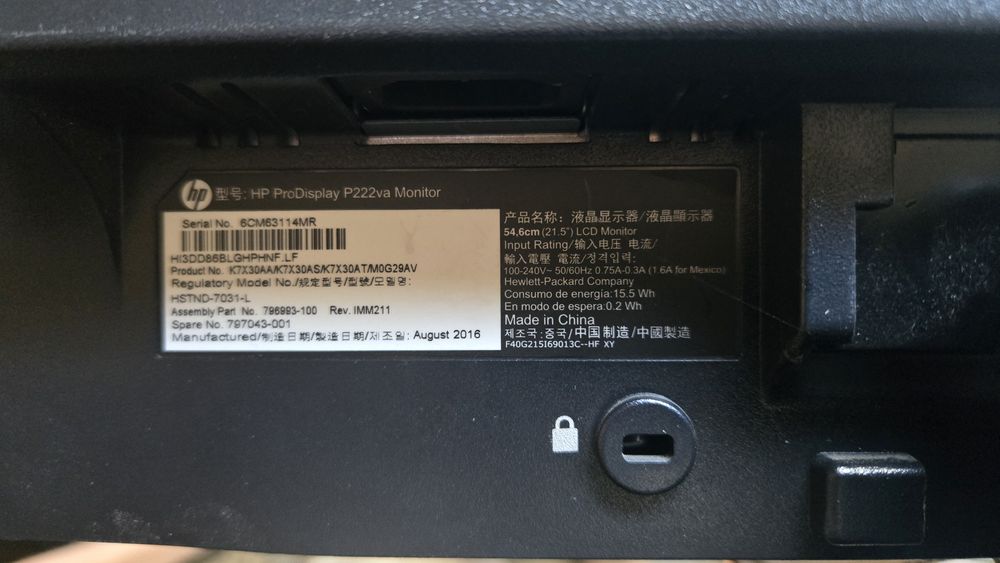 hp 型号: HP ProDisplay P222va Monitor
Serial No. 6CM63114MR
HI3DD86BLGHPHNF.LF
Product No. K7X30AA/K7X30AS/K7X30AT/M0G29AV
Regulatory Model No./规定型号/型號/모델명:
HSTND-7031-L
Assembly Part No. 796993-100 Rev. IMM211
Spare No. 797043-001
Manufactured/制造日期/製造日期/제조일: August 2016
产品名称：液晶显示器/液晶顯示器
54,6cm (21.5") LCD Monitor
Input Rating/输入电压 电流/
輸入電壓 電流/정격입력:
100-240V~ 50/60Hz 0.75A-0.3A (1.6A for Mexico)
Hewlett-Packard Company
Consumo de energia:15.5 Wh
En modo de espera:0.2 Wh
Made in China
제조국:중국/中国制造/中國製造
F40G215I69013C--HF XY